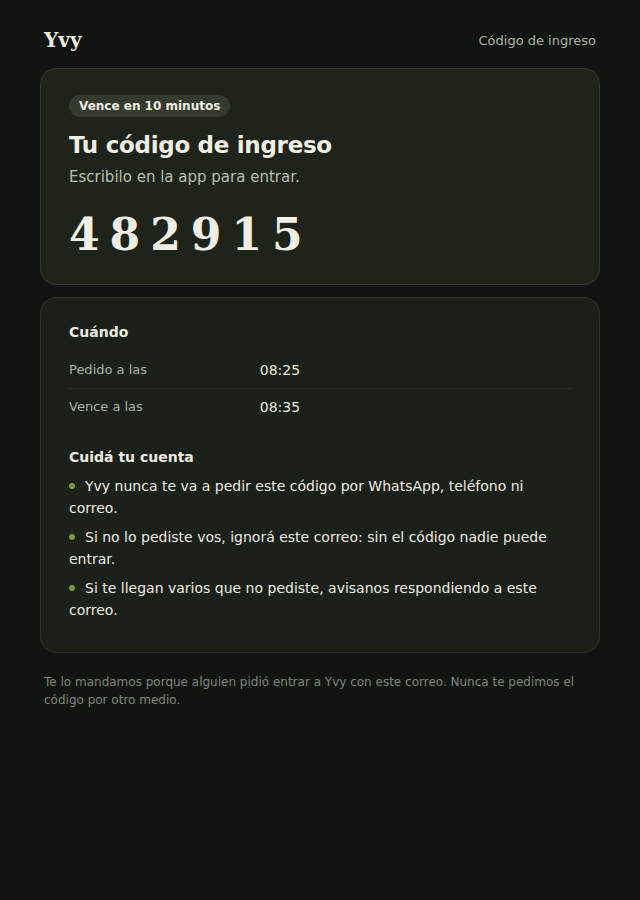 Yvy
Código de ingreso
Vence en 10 minutos
Tu código de ingreso
Escribilo en la app para entrar.
482915
Cuándo
Pedido a las 08:25
Vence a las 08:35
Cuidá tu cuenta
Yvy nunca te va a pedir este código por WhatsApp, teléfono ni
correo.
Si no lo pediste vos, ignorá este correo: sin el código nadie puede
entrar.
Si te llegan varios que no pediste, avisanos respondiendo a este
correo.
Te lo mandamos porque alguien pidió entrar a Yvy con este correo. Nunca te pedimos el
código por otro medio.